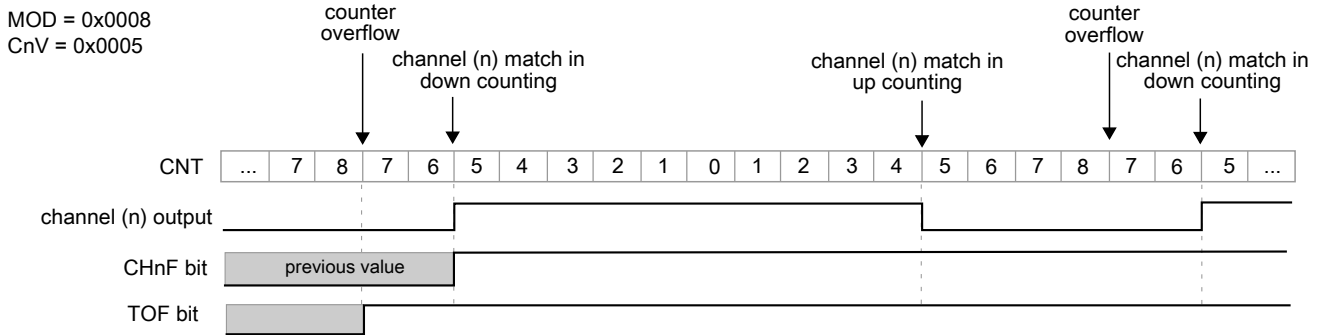 MOD = 0x0008
CnV = 0x0005
counter
overflow
channel (n) match in
down counting
channel (n) match in
up counting
counter
overflow
channel (n) match in
down counting
CNT ... 7 8 7 6 5 4 3 2 1 0 1 2 3 4 5 6 7 8 7 6 5 ...
channel (n) output
CHnF bit previous value
TOF bit